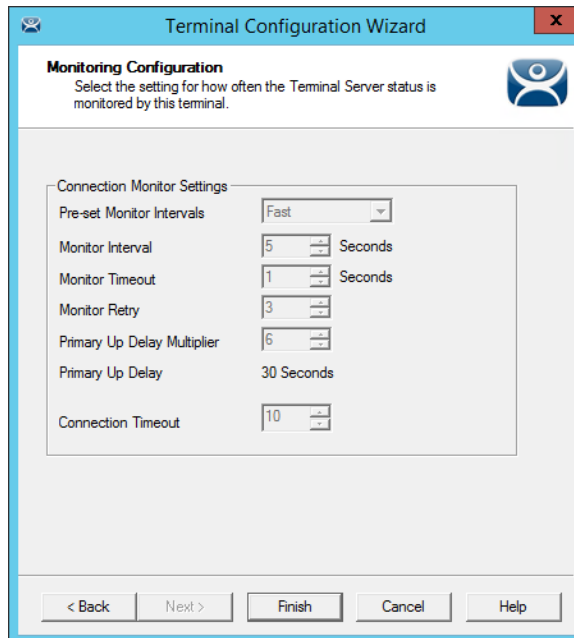 Terminal Configuration Wizard
x
Monitoring Configuration
Select the setting for how often the Terminal Server status is
monitored by this terminal.
Connection Monitor Settings
Pre-set Monitor Intervals Fast
Monitor Interval 5 Seconds
Monitor Timeout 1 Seconds
Monitor Retry 3
Primary Up Delay Multiplier 6
Primary Up Delay 30 Seconds
Connection Timeout 10
< Back Next > Finish Cancel Help